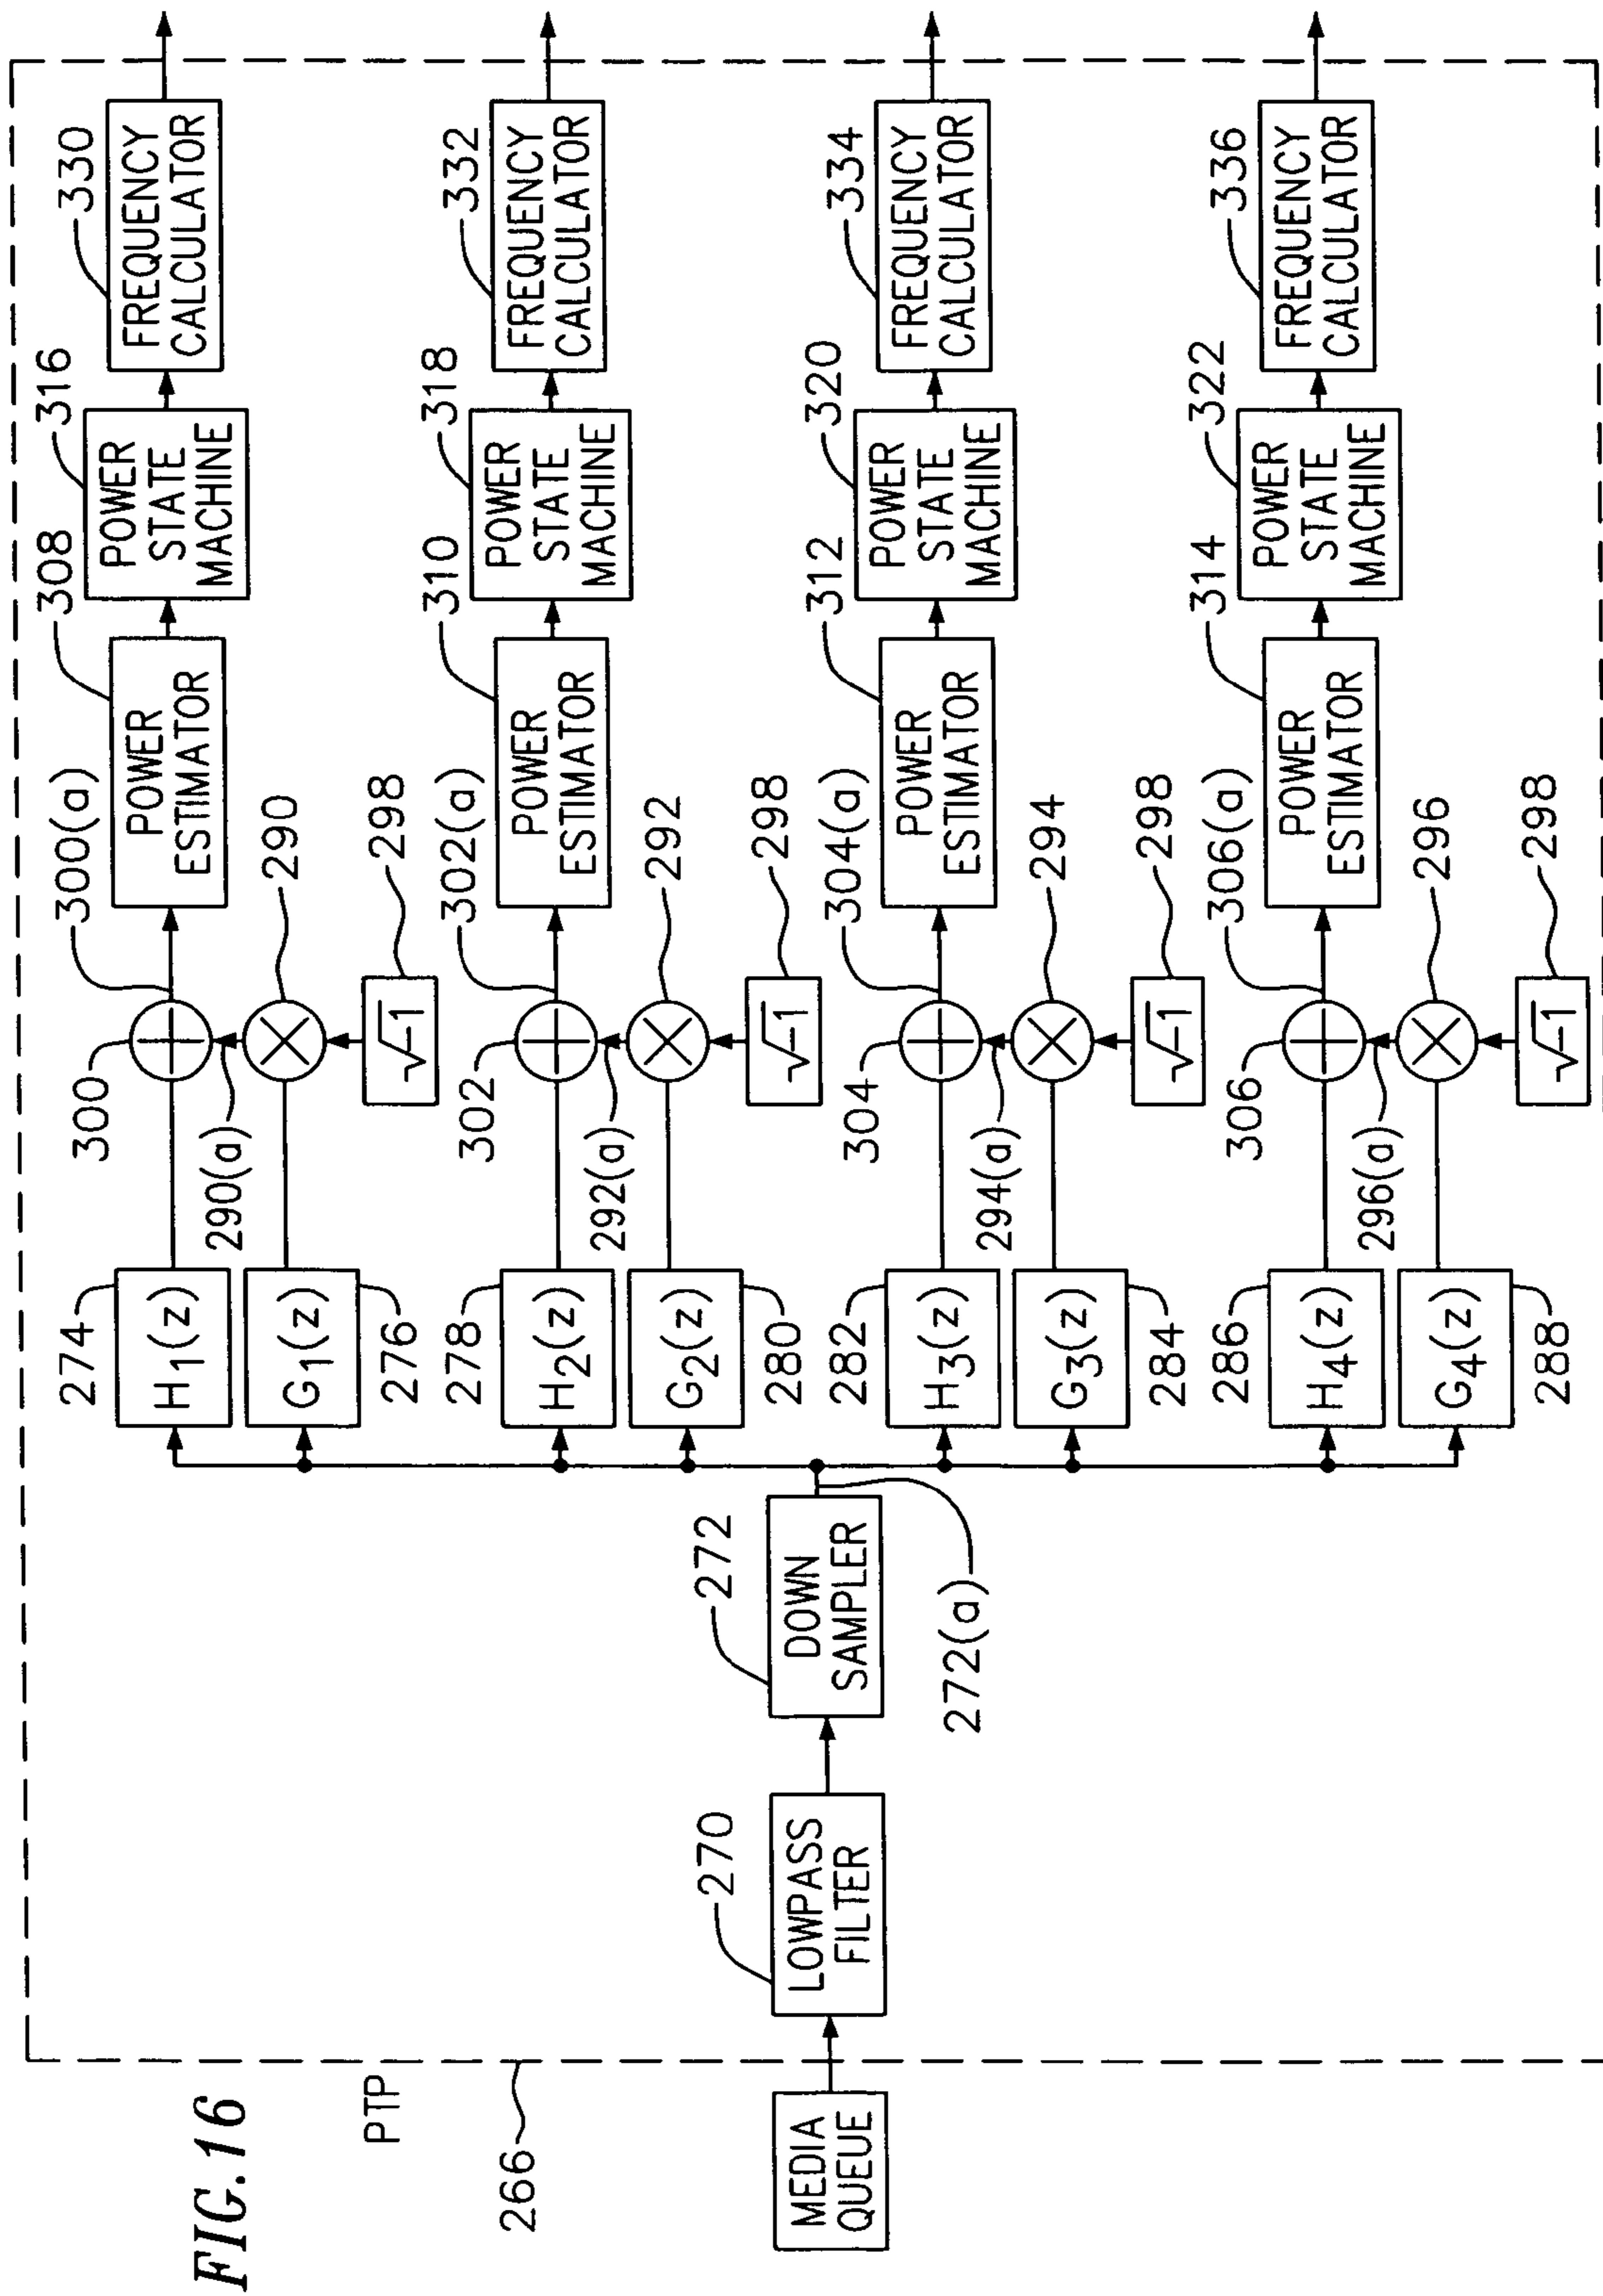 FIG.16
PTP
266
MEDIA
QUEUE
270
LOWPASS
FILTER
272
DOWN
SAMPLER
272(a)
274
H1(z)
G1(z)
276
278
H2(z)
G2(z)
280
282
H3(z)
G3(z)
284
286
H4(z)
G4(z)
288
300
290(a)
300(a)
290
√-1
298
302
292(a)
302(a)
292
√-1
298
304
294(a)
304(a)
294
√-1
298
306
296(a)
306(a)
296
√-1
298
308
POWER
ESTIMATOR
316
POWER
STATE
MACHINE
330
FREQUENCY
CALCULATOR
310
POWER
ESTIMATOR
318
POWER
STATE
MACHINE
332
FREQUENCY
CALCULATOR
312
POWER
ESTIMATOR
320
POWER
STATE
MACHINE
334
FREQUENCY
CALCULATOR
314
POWER
ESTIMATOR
322
POWER
STATE
MACHINE
336
FREQUENCY
CALCULATOR